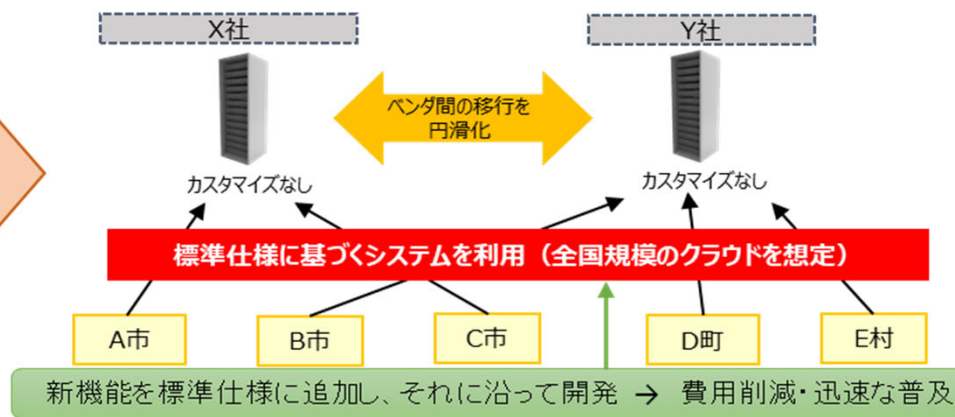 X社
Y社
ベンダ間の移行を
円滑化
カスタマイズなし
カスタマイズなし
標準仕様に基づくシステムを利用（全国規模のクラウドを想定）
A市
B市
C市
D町
E村
新機能を標準仕様に追加し、それに沿って開発 → 費用削減・迅速な普及